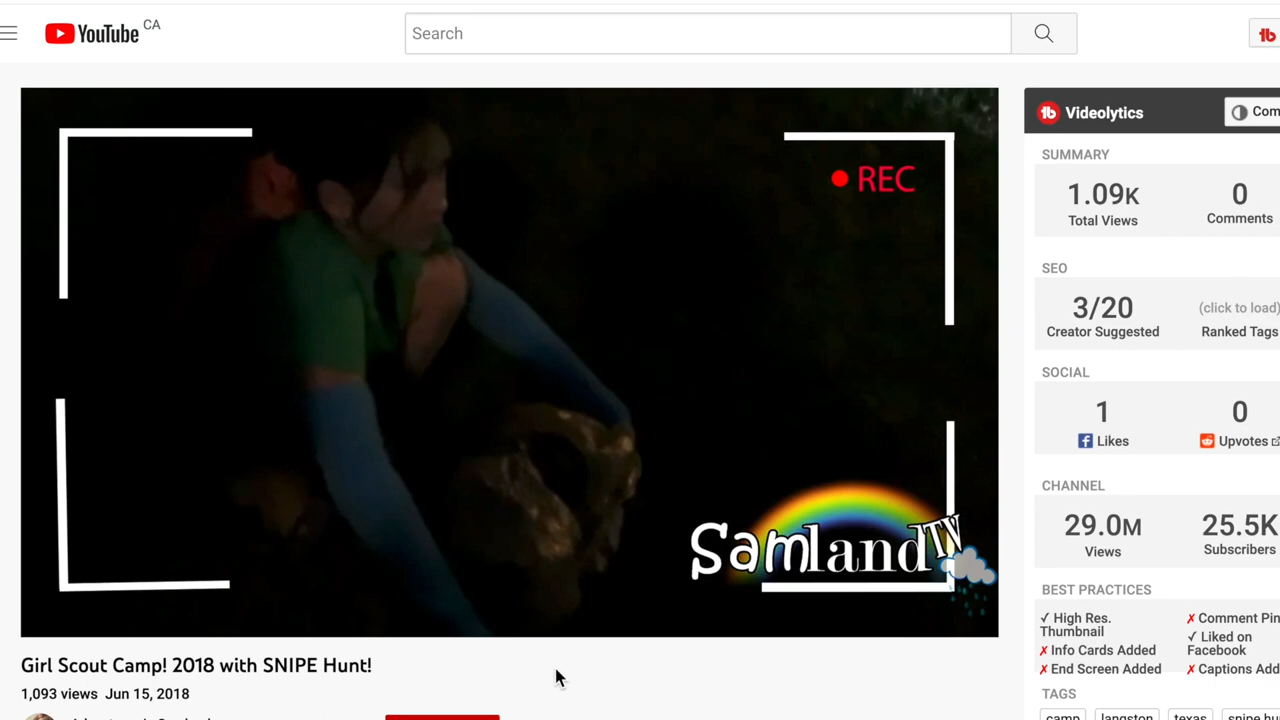 YouTube CA
Search
Videolytics
Com
SUMMARY
1.09K
Total Views
0
Comments
REC
SEO
3/20
Creator Suggested
(click to load)
Ranked Tags
SOCIAL
1
Likes
0
Upvotes
CHANNEL
29.0M
Views
25.5K
Subscribers
SamlandTV
BEST PRACTICES
✓ High Res.
Thumbnail
✗ Info Cards Added
✗ End Screen Added
✗ Comment Pin
✓ Liked on
Facebook
✗ Captions Add
TAGS
camp
langston
texas
snipe hu
Girl Scout Camp! 2018 with SNIPE Hunt!
1,093 views Jun 15, 2018